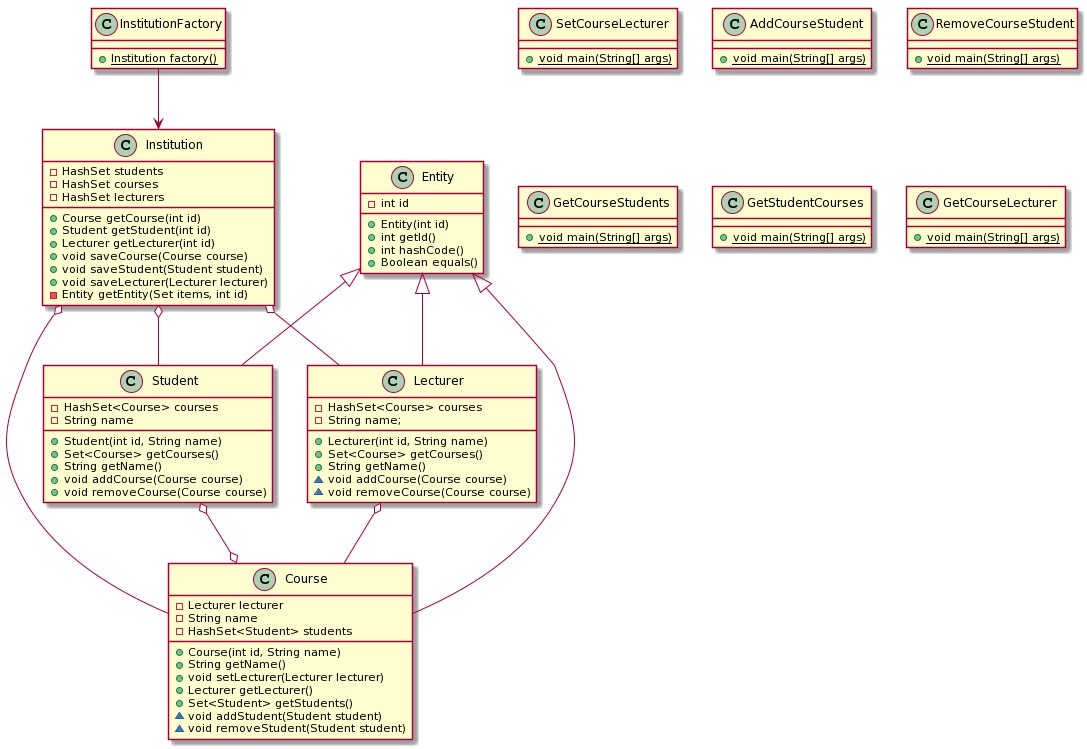 C InstitutionFactory
Institution factory()
C SetCourseLecturer
void main(String[] args)
C AddCourseStudent
void main(String[] args)
C RemoveCourseStudent
void main(String[] args)
C Institution
HashSet students
HashSet courses
HashSet lecturers
Course getCourse(int id)
Student getStudent(int id)
Lecturer getLecturer(int id)
void saveCourse(Course course)
void saveStudent(Student student)
void saveLecturer(Lecturer lecturer)
Entity getEntity(Set items, int id)
C Entity
int id
Entity(int id)
int getId()
int hashCode()
Boolean equals()
C GetCourseStudents
void main(String[] args)
C GetStudentCourses
void main(String[] args)
C GetCourseLecturer
void main(String[] args)
C Student
HashSet<Course> courses
String name
Student(int id, String name)
Set<Course> getCourses()
String getName()
void addCourse(Course course)
void removeCourse(Course course)
C Lecturer
HashSet<Course> courses
String name;
Lecturer(int id, String name)
Set<Course> getCourses()
String getName()
void addCourse(Course course)
void removeCourse(Course course)
C Course
Lecturer lecturer
String name
HashSet<Student> students
Course(int id, String name)
String getName()
void setLecturer(Lecturer lecturer)
Lecturer getLecturer()
Set<Student> getStudents()
void addStudent(Student student)
void removeStudent(Student student)